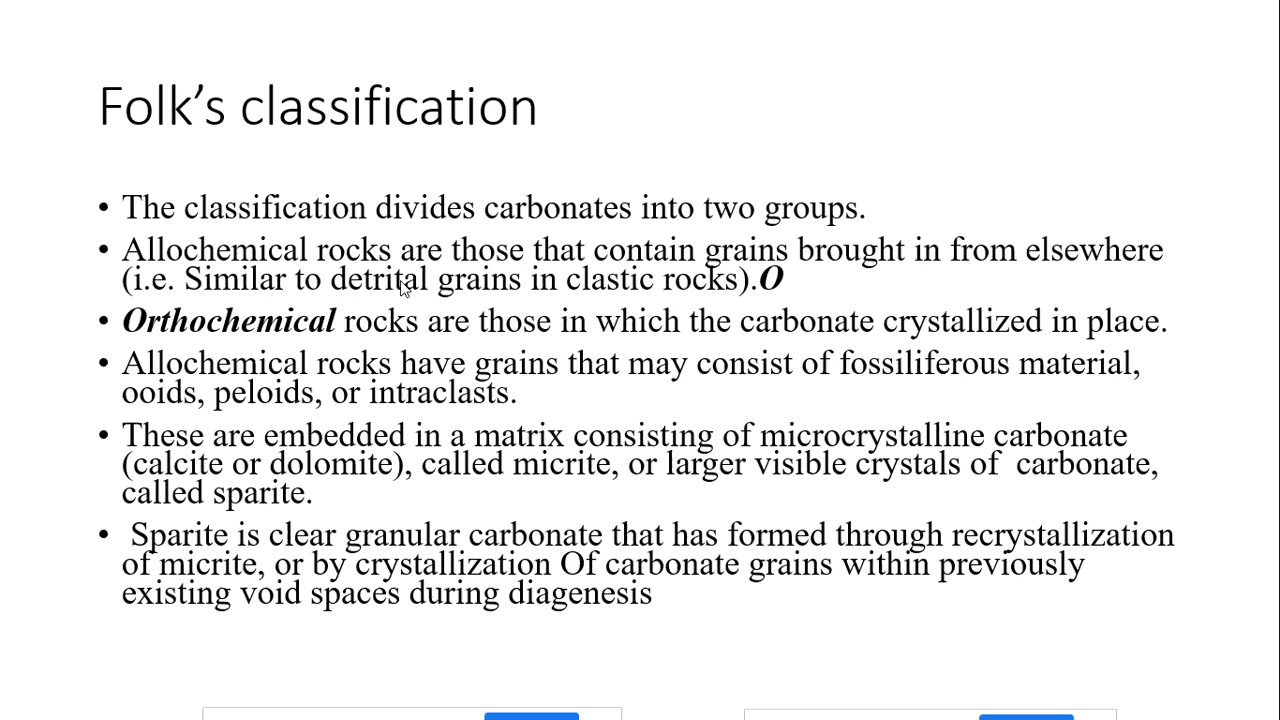 Folk’s classification
• The classification divides carbonates into two groups.
• Allochemical rocks are those that contain grains brought in from elsewhere
(i.e. Similar to detrital grains in clastic rocks).O
• Orthochemical rocks are those in which the carbonate crystallized in place.
• Allochemical rocks have grains that may consist of fossiliferous material,
ooids, peloids, or intraclasts.
• These are embedded in a matrix consisting of microcrystalline carbonate
(calcite or dolomite), called micrite, or larger visible crystals of  carbonate,
called sparite.
•  Sparite is clear granular carbonate that has formed through recrystallization
of micrite, or by crystallization Of carbonate grains within previously
existing void spaces during diagenesis